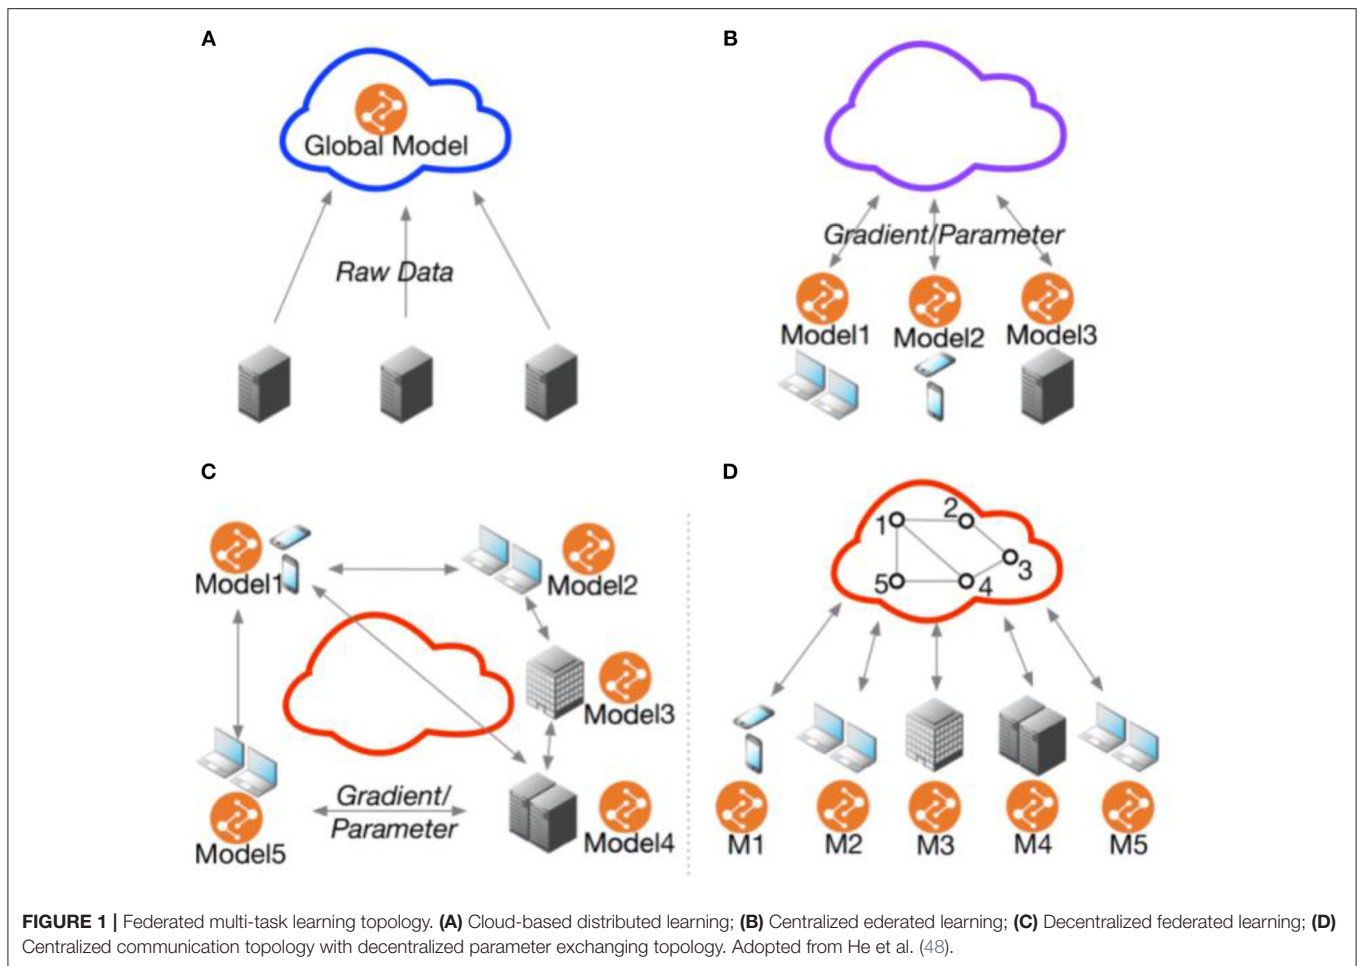 A
Global Model
Raw Data
B
Gradient/Parameter
Model1
Model2
Model3
C
Model1
Model2
Model3
Gradient/
Parameter
Model4
Model5
D
1
2
3
4
5
M1
M2
M3
M4
M5
FIGURE 1 | Federated multi-task learning topology. (A) Cloud-based distributed learning; (B) Centralized ederated learning; (C) Decentralized federated learning; (D)
Centralized communication topology with decentralized parameter exchanging topology. Adopted from He et al. (48).